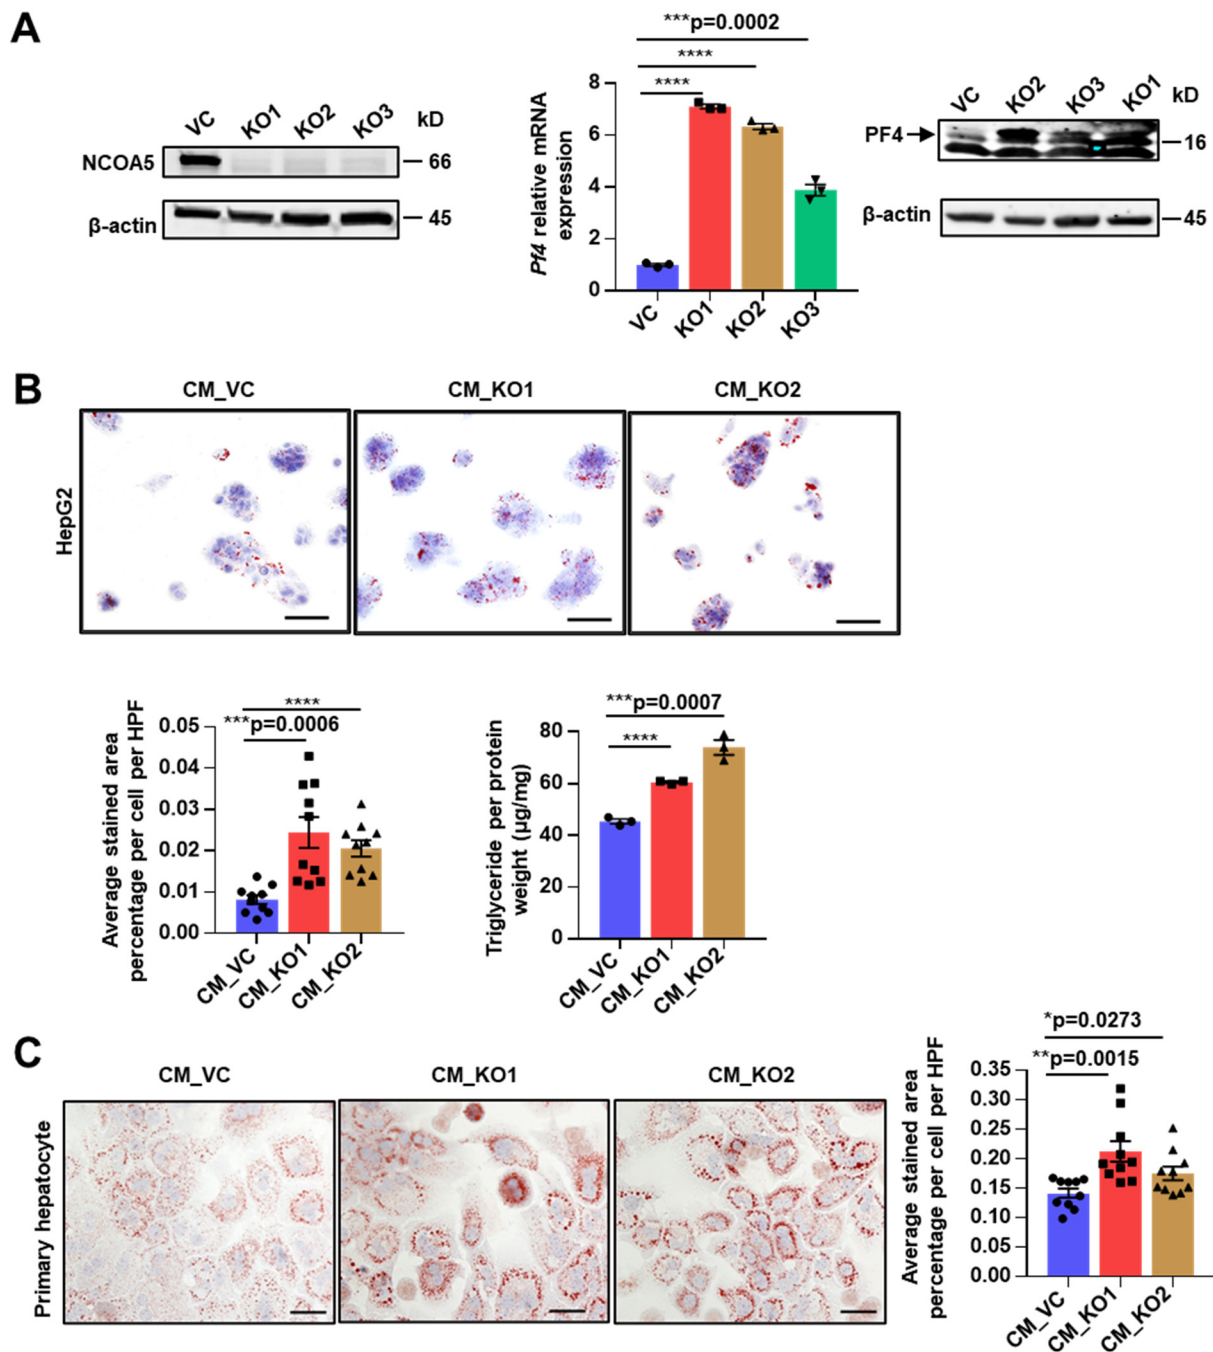 A
VC KO1 KO2 KO3 kD
NCOA5 66
β-actin 45
***p=0.0002
****
****
Pf4 relative mRNA
expression
8
6
4
2
0
VC KO1 KO2 KO3
VC KO2 KO3 KO1 kD
PF4 16
β-actin 45
B
CM_VC CM_KO1 CM_KO2
HepG2
Average stained area
percentage per cell per HPF
****
***p=0.0006
0.05
0.04
0.03
0.02
0.01
0.00
CM_VC CM_KO1 CM_KO2
Triglyceride per protein
weight (µg/mg)
***p=0.0007
****
80
60
40
20
0
CM_VC CM_KO1 CM_KO2
C
CM_VC CM_KO1 CM_KO2
Primary hepatocyte
Average stained area
percentage per cell per HPF
*p=0.0273
**p=0.0015
0.35
0.30
0.25
0.20
0.15
0.10
0.05
0.00
CM_VC CM_KO1 CM_KO2